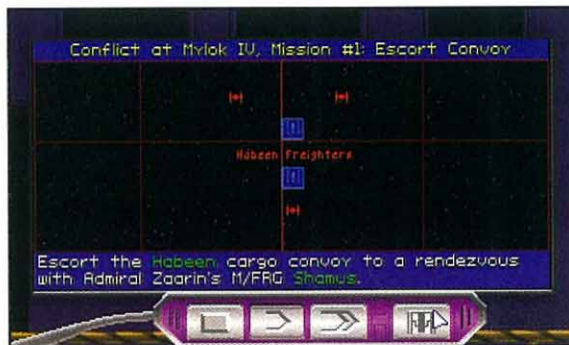 Conflict at Mylok IV, Mission #1: Escort Convoy
Habeen Freighters
Escort the Habeen cargo convoy to a rendezvous
with Admiral Zaarin's M/FRG Shamus.